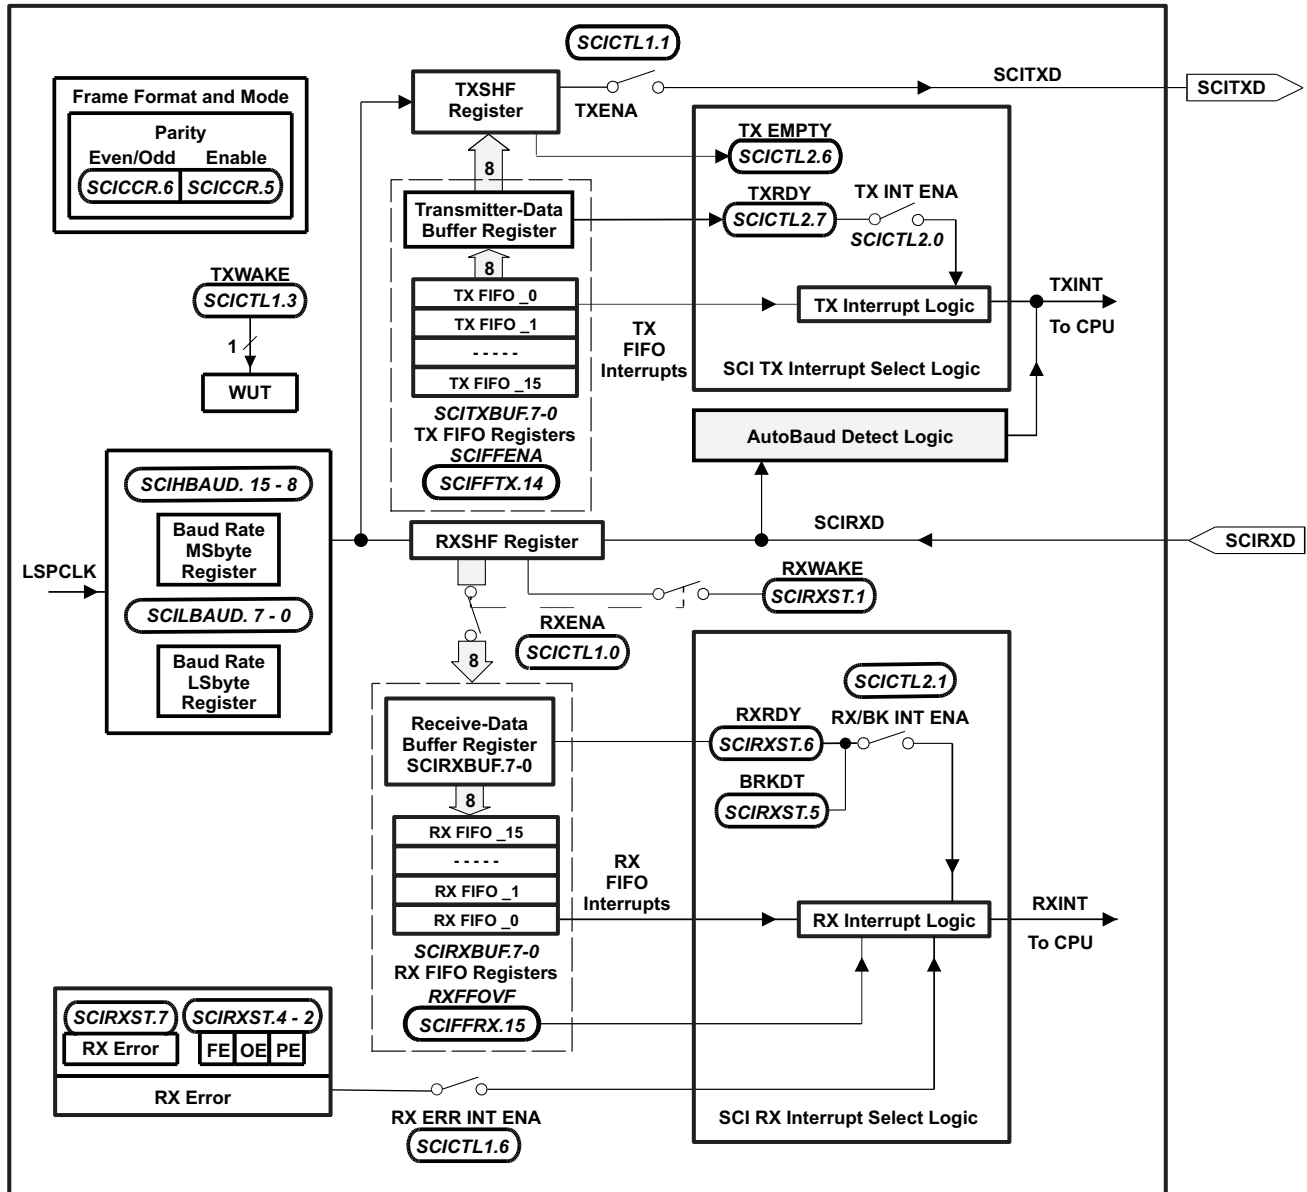 SCICTL1.1
TXSHF
Register
TXENA
SCITXD
SCITXD
Frame Format and Mode
Parity
Even/Odd Enable
SCICCR.6 SCICCR.5
8
TX EMPTY
SCICTL2.6
Transmitter-Data
Buffer Register
TXRDY
SCICTL2.7
TX INT ENA
SCICTL2.0
8
TXWAKE
SCICTL1.3
1
WUT
TX FIFO _0
TX FIFO _1
- - - - -
TX FIFO _15
TX
FIFO
Interrupts
TX Interrupt Logic
TXINT
To CPU
SCI TX Interrupt Select Logic
SCITXBUF.7-0
TX FIFO Registers
SCIFFENA
SCIFFTX.14
AutoBaud Detect Logic
LSPCLK
SCIHBAUD. 15 - 8
Baud Rate
MSbyte
Register
SCILBAUD. 7 - 0
Baud Rate
LSbyte
Register
RXSHF Register
SCIRXD
SCIRXD
RXWAKE
SCIRXST.1
RXENA
SCICTL1.0
8
Receive-Data
Buffer Register
SCIRXBUF.7-0
8
SCICTL2.1
RXRDY
RX/BK INT ENA
SCIRXST.6
BRKDT
SCIRXST.5
RX FIFO _15
- - - - -
RX FIFO _1
RX FIFO _0
RX
FIFO
Interrupts
RX Interrupt Logic
RXINT
To CPU
SCIRXBUF.7-0
RX FIFO Registers
RXFFOVF
SCIFFRX.15
SCIRXST.7 SCIRXST.4 - 2
RX Error FE OE PE
RX Error
RX ERR INT ENA
SCICTL1.6
SCI RX Interrupt Select Logic